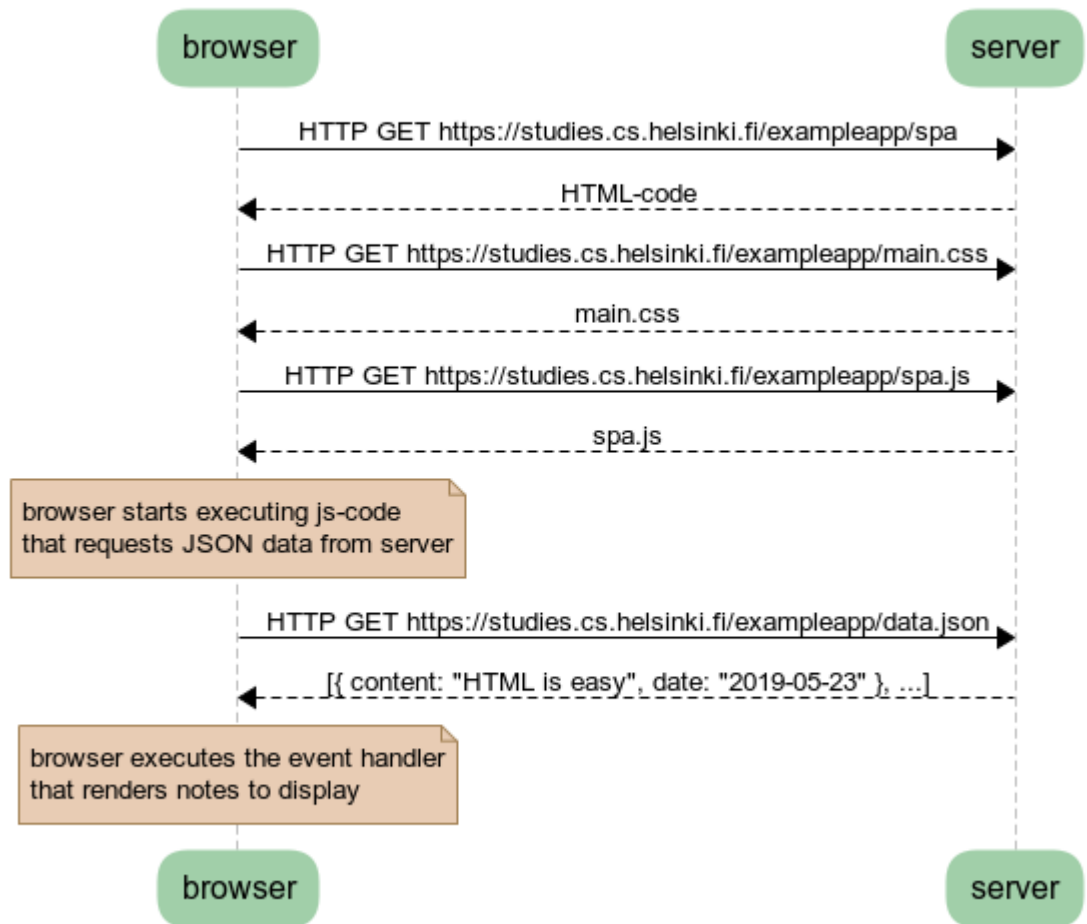 browser
server
HTTP GET https://studies.cs.helsinki.fi/exampleapp/spa
HTML-code
HTTP GET https://studies.cs.helsinki.fi/exampleapp/main.css
main.css
HTTP GET https://studies.cs.helsinki.fi/exampleapp/spa.js
spa.js
browser starts executing js-code
that requests JSON data from server
HTTP GET https://studies.cs.helsinki.fi/exampleapp/data.json
[{ content: "HTML is easy", date: "2019-05-23" }, ...]
browser executes the event handler
that renders notes to display
browser
server